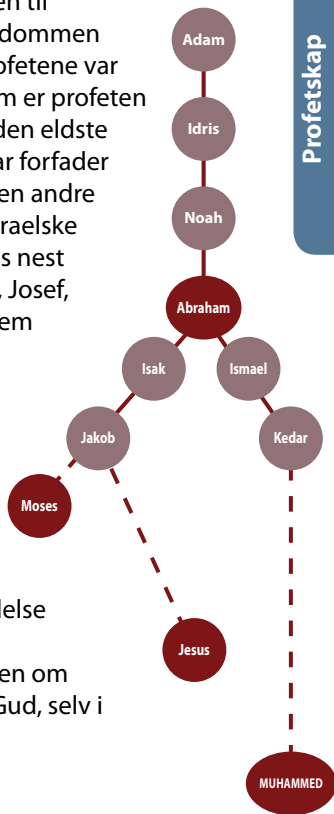 en til
dommen
ofetene var
m er profeten
den eldste
ar forfader
en andre
raelske
s nest
, Josef,
em
delse
en om
Gud, selv i
Profetskap
Adam
Idris
Noah
Abraham
Isak
Ismael
Jakob
Kedar
Moses
Jesus
MUHAMMED